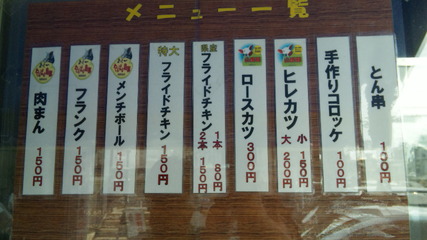 メニュー一覧
とん串
100円
手作りコロッケ
100円
ヒレカツ
小 150円
大 200円
ロースカツ
300円
フライドチキン
1本 80円
2本 150円
特大
フライドチキン
150円
メンチボール
150円
フランク
150円
肉まん
150円